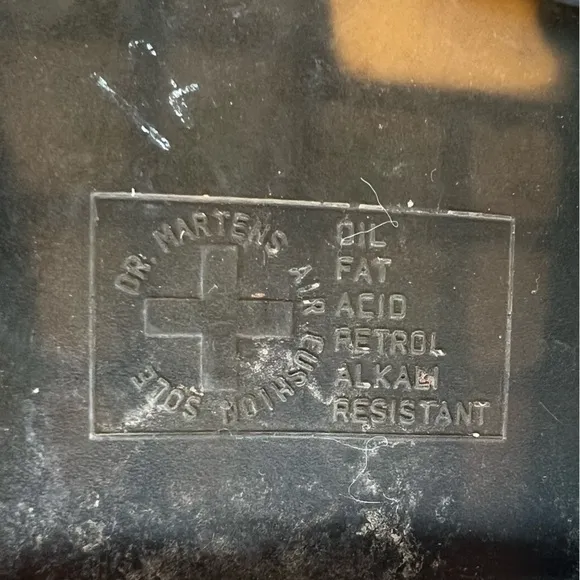 DR. MARTENS AIR CUSHION SOLE
OIL
FAT
ACID
PETROL
ALKALI
RESISTANT